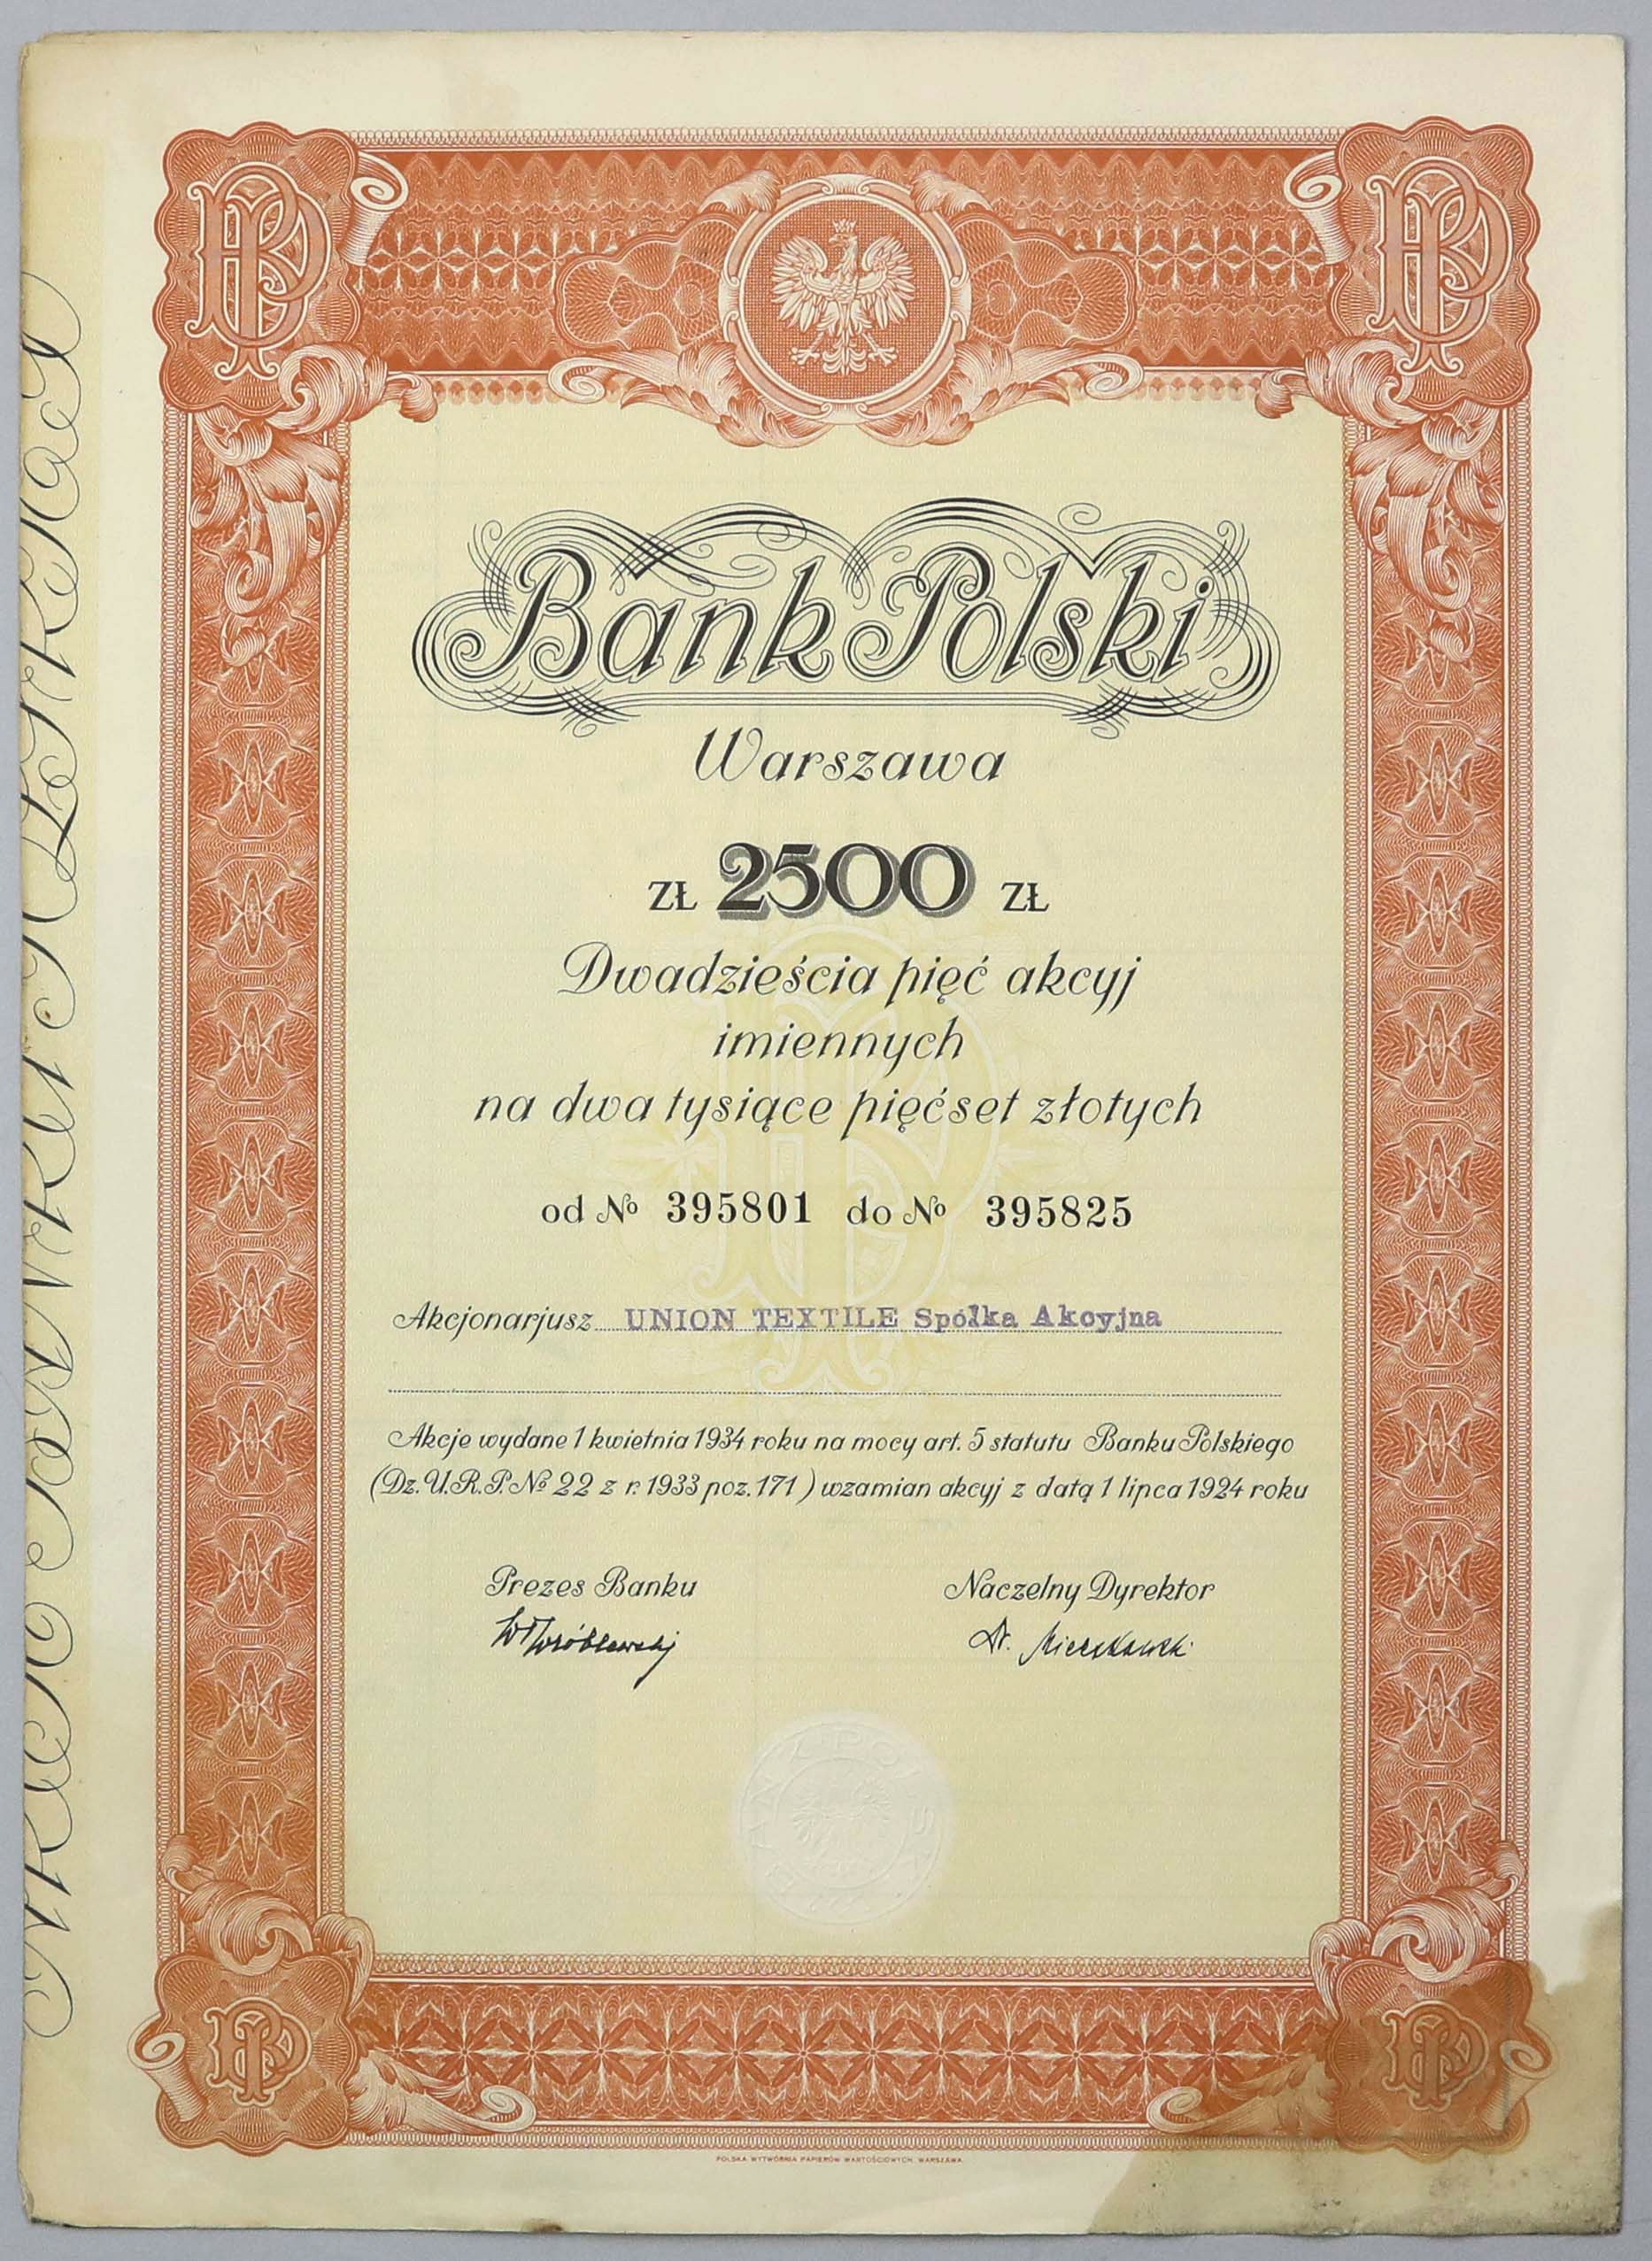 Bank Polski
Warszawa
ZŁ 2500 ZŁ
Dwadzieścia pięć akcyj
imiennych
na dwa tysiące pięćset złotych
od № 395801 do № 395825
Akcjonarjusz UNION TEXTILE Spółka Akcyjna
Akcje wydane 1 kwietnia 1934 roku na mocy art. 5 statutu Banku Polskiego
(Dz. U. R. P. № 22 z r. 1933 poz. 171) wzamian akcyj z datą 1 lipca 1924 roku
Prezes Banku
Naczelny Dyrektor
POLSKA WYTWÓRNIA PAPIERÓW WARTOŚCIOWYCH. WARSZAWA.